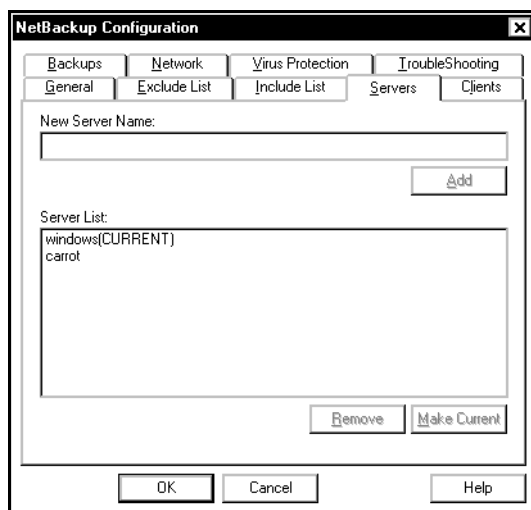 NetBackup Configuration
Backups Network Virus Protection TroubleShooting
General Exclude List Include List Servers Clients
New Server Name:
Add
Server List:
windows(CURRENT)
carrot
Remove Make Current
OK Cancel Help